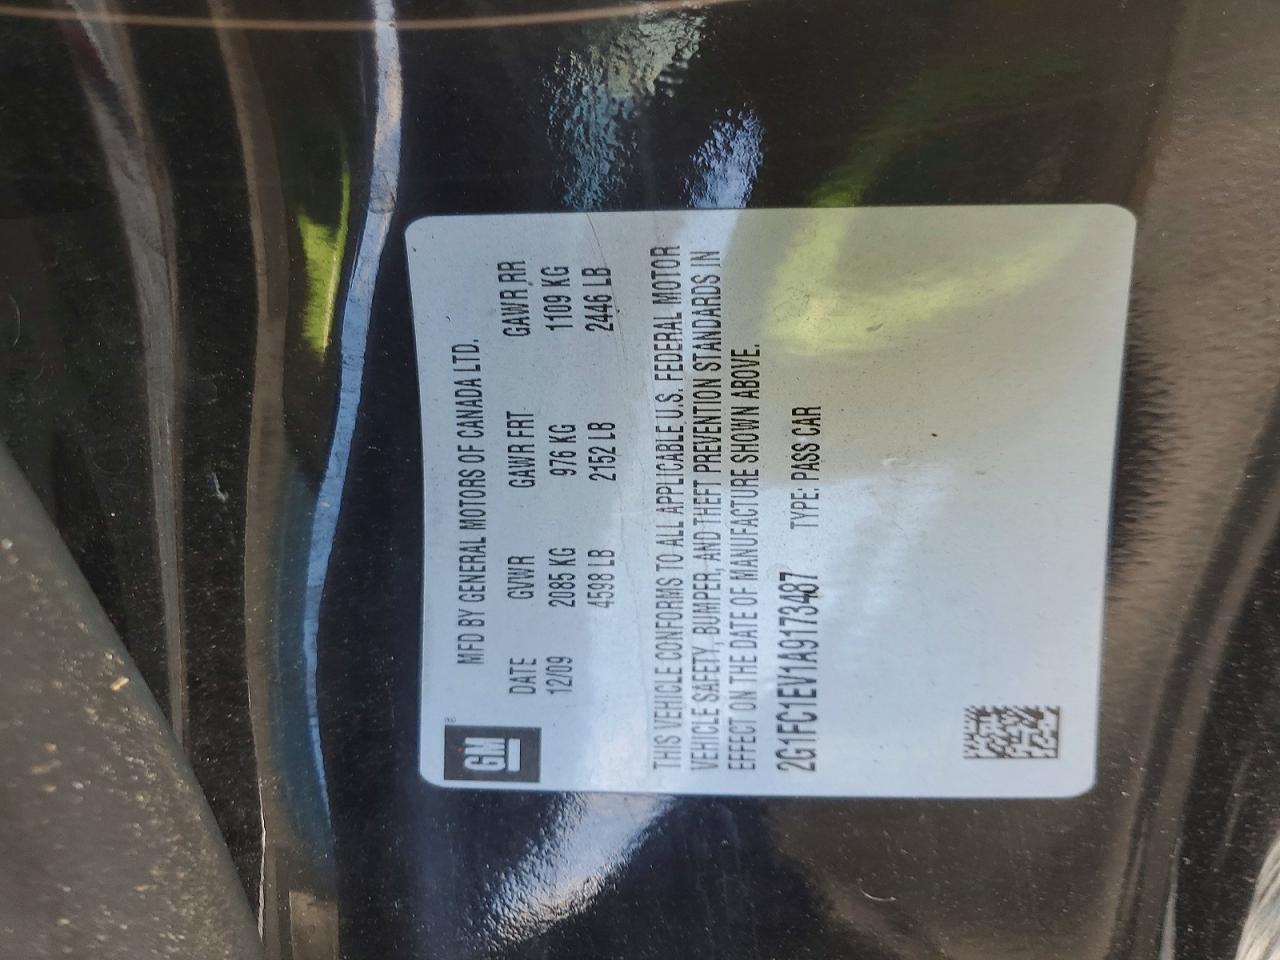 GM®
MFD BY GENERAL MOTORS OF CANADA LTD.
DATE GVWR GAWR FRT GAWR RR
12/09 2085 KG 976 KG 1109 KG
4598 LB 2152 LB 2446 LB
THIS VEHICLE CONFORMS TO ALL APPLICABLE U.S. FEDERAL MOTOR
VEHICLE SAFETY, BUMPER, AND THEFT PREVENTION STANDARDS IN
EFFECT ON THE DATE OF MANUFACTURE SHOWN ABOVE.
2G1FC1EV1A9173487 TYPE: PASS CAR